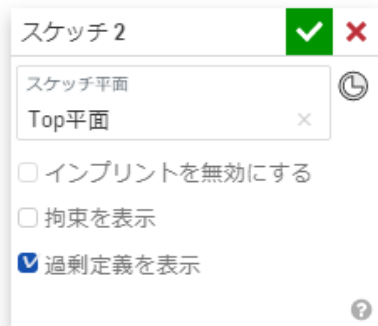 スケッチ 2
スケッチ平面
Top平面
インプリントを無効にする
拘束を表示
過剰定義を表示